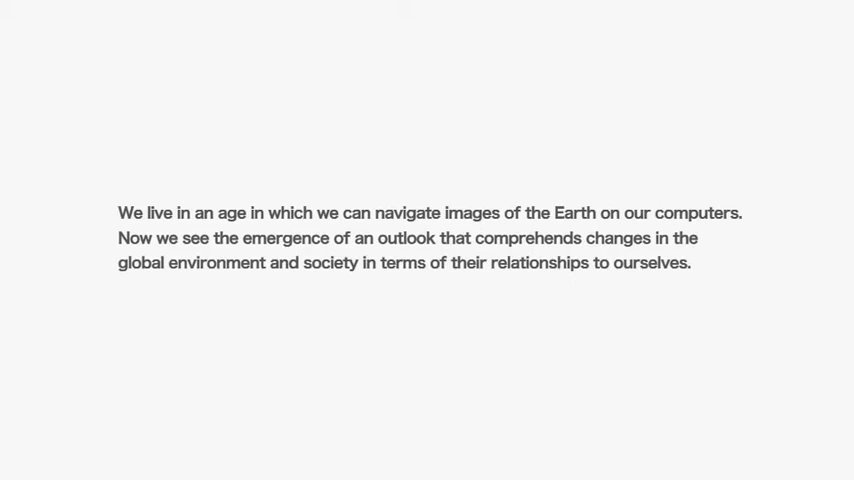 We live in an age in which we can navigate images of the Earth on our computers.
Now we see the emergence of an outlook that comprehends changes in the
global environment and society in terms of their relationships to ourselves.